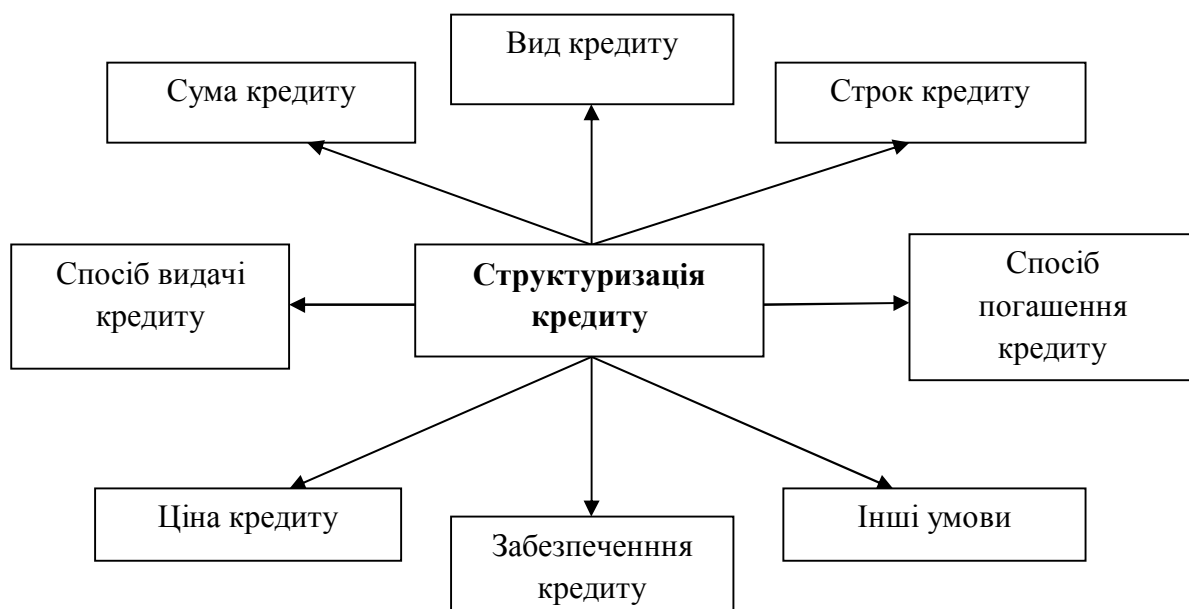 Вид кредиту
Сума кредиту
Строк кредиту
Спосіб видачі
кредиту
Структуризація
кредиту
Спосіб
погашення
кредиту
Ціна кредиту
Забезпеченння
кредиту
Інші умови